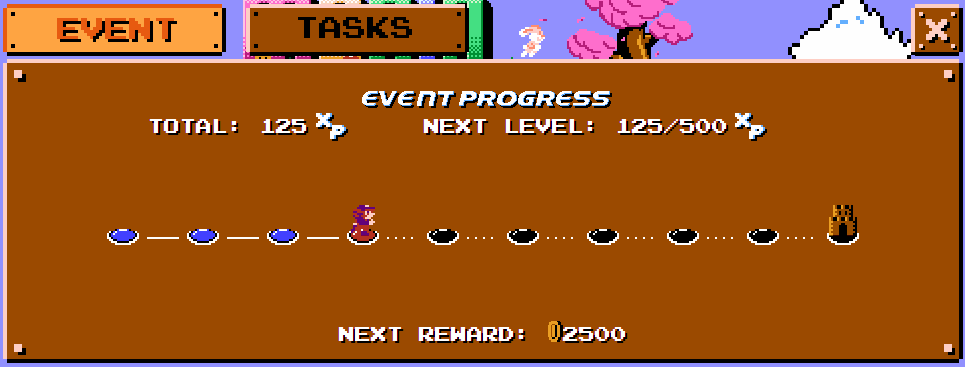 EVENT
TASKS
X
EVENT PROGRESS
TOTAL: 125 XP
NEXT LEVEL: 125/500 XP
NEXT REWARD: 2500